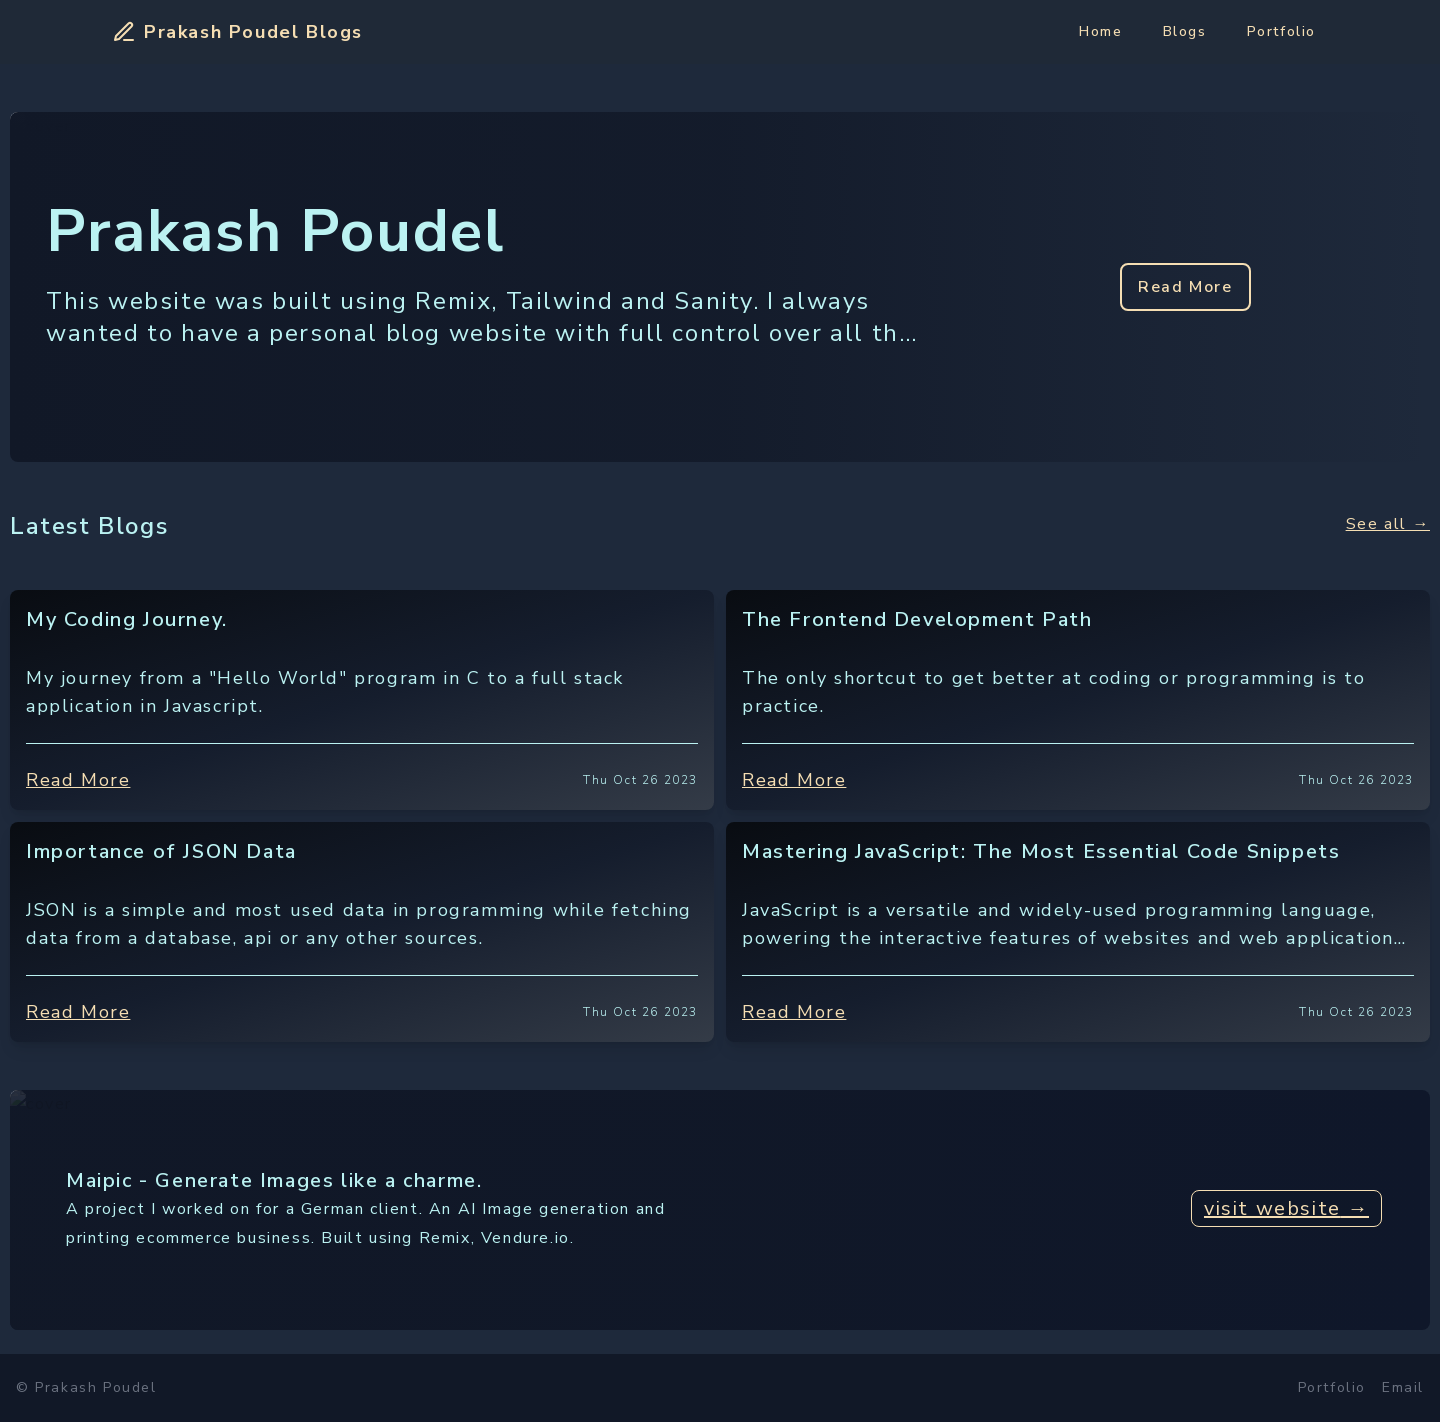 Prakash Poudel Blogs
Home
Blogs
Portfolio
Prakash Poudel
This website was built using Remix, Tailwind and Sanity. I always
wanted to have a personal blog website with full control over all th...
Read More
Latest Blogs
See all →
My Coding Journey.
My journey from a "Hello World" program in C to a full stack
application in Javascript.
Read More
Thu Oct 26 2023
The Frontend Development Path
The only shortcut to get better at coding or programming is to
practice.
Read More
Thu Oct 26 2023
Importance of JSON Data
JSON is a simple and most used data in programming while fetching
data from a database, api or any other sources.
Read More
Thu Oct 26 2023
Mastering JavaScript: The Most Essential Code Snippets
JavaScript is a versatile and widely-used programming language,
powering the interactive features of websites and web application...
Read More
Thu Oct 26 2023
Maipic - Generate Images like a charme.
A project I worked on for a German client. An AI Image generation and
printing ecommerce business. Built using Remix, Vendure.io.
visit website →
© Prakash Poudel
Portfolio
Email